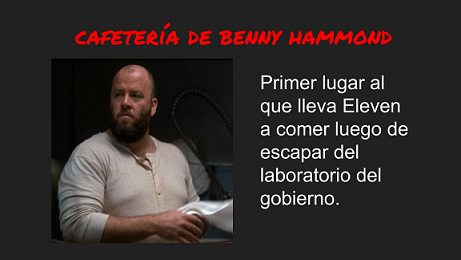 CAFETERÍA DE BENNY HAMMOND
Primer lugar al
que lleva Eleven
a comer luego de
escapar del
laboratorio del
gobierno.